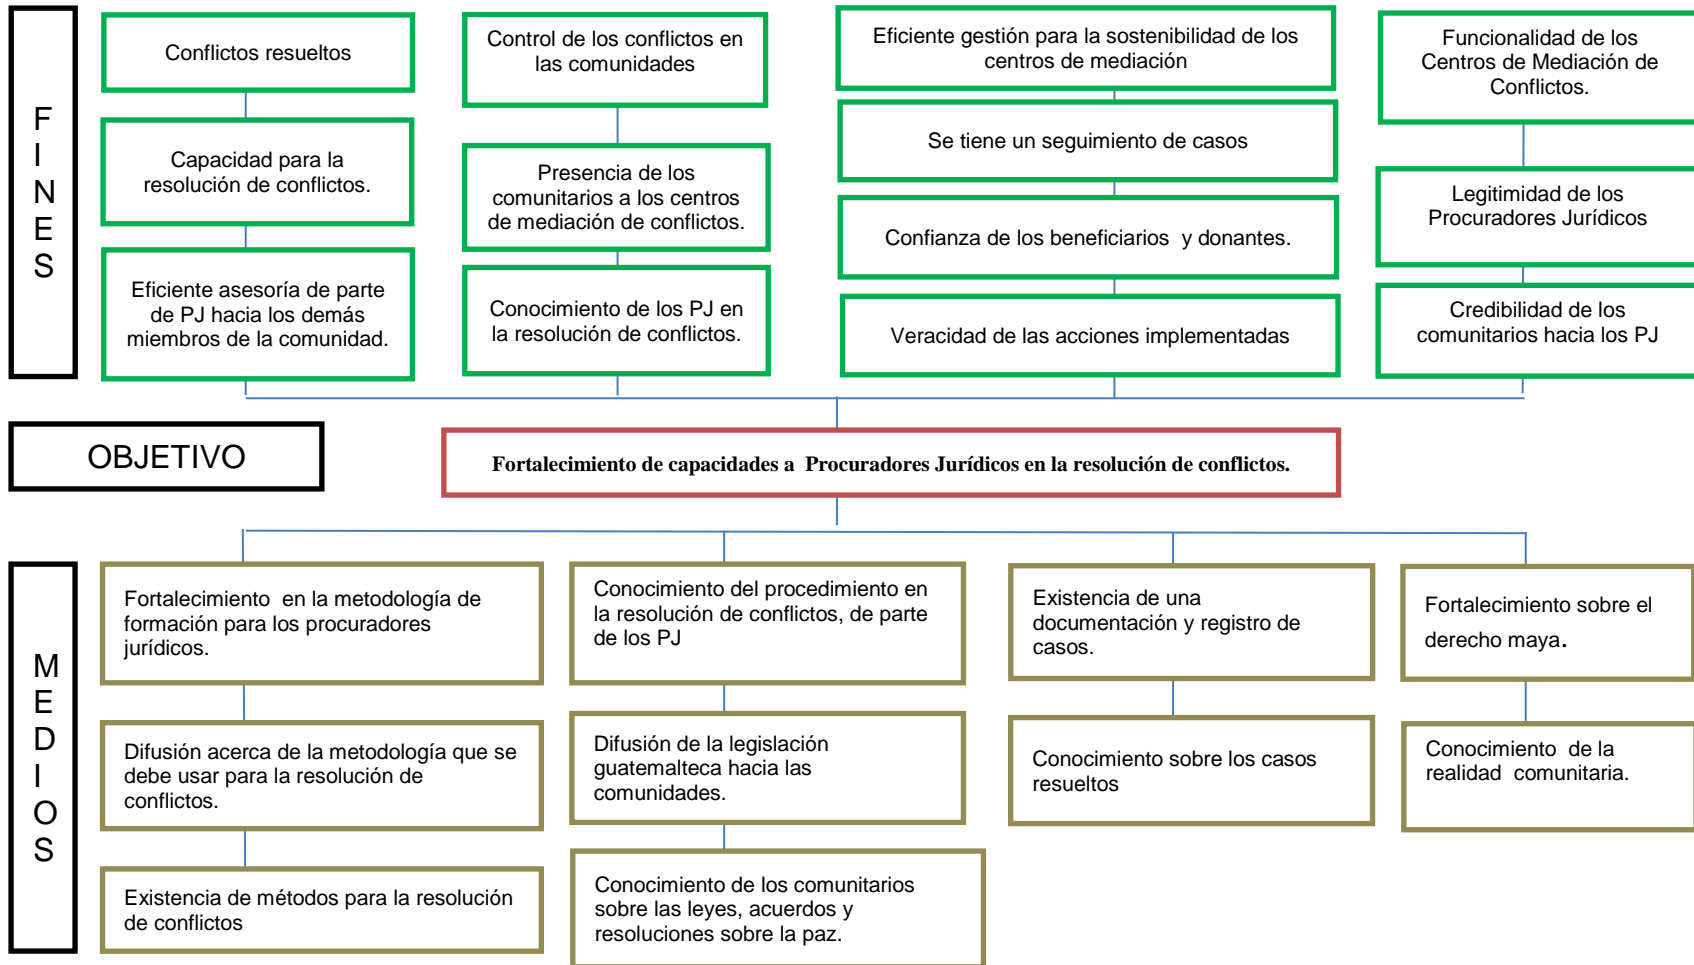 FINES
Conflictos resueltos
Capacidad para la
resolución de conflictos.
Eficiente asesoría de parte
de PJ hacia los demás
miembros de la comunidad.
Control de los conflictos en
las comunidades
Presencia de los
comunitarios a los centros
de mediación de conflictos.
Conocimiento de los PJ en
la resolución de conflictos.
Eficiente gestión para la sostenibilidad de los
centros de mediación
Se tiene un seguimiento de casos
Confianza de los beneficiarios y donantes.
Veracidad de las acciones implementadas
Funcionalidad de los
Centros de Mediación de
Conflictos.
Legitimidad de los
Procuradores Jurídicos
Credibilidad de los
comunitarios hacia los PJ
OBJETIVO
Fortalecimiento de capacidades a Procuradores Jurídicos en la resolución de conflictos.
MEDIOS
Fortalecimiento en la metodología de
formación para los procuradores
jurídicos.
Difusión acerca de la metodología que se
debe usar para la resolución de
conflictos.
Existencia de métodos para la resolución
de conflictos
Conocimiento del procedimiento en
la resolución de conflictos, de parte
de los PJ
Difusión de la legislación
guatemalteca hacia las
comunidades.
Conocimiento de los comunitarios
sobre las leyes, acuerdos y
resoluciones sobre la paz.
Existencia de una
documentación y registro de
casos.
Conocimiento sobre los casos
resueltos
Fortalecimiento sobre el
derecho maya.
Conocimiento de la
realidad comunitaria.